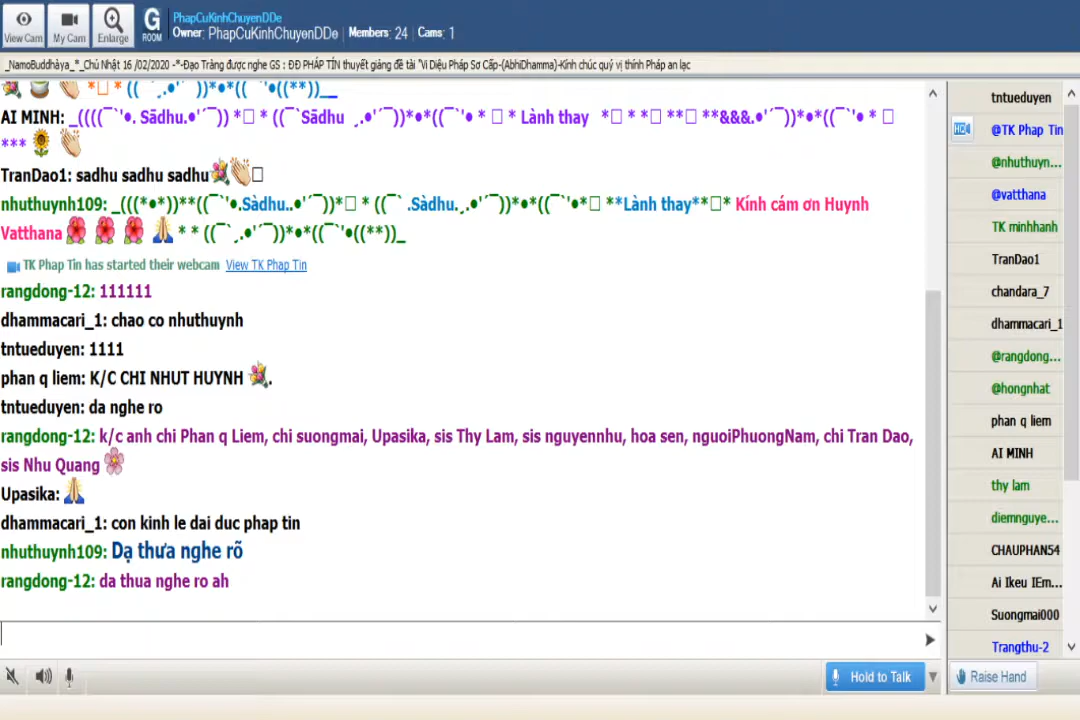 View Cam
My Cam
Enlarge
G
ROOM
PhapCuKinhChuyenDDe
Owner: PhapCuKinhChuyenDDe | Members: 24 | Cams: 1
_NamoBuddhàya_*_Chủ Nhật 16 /02/2020 -*-Đạo Tràng được nghe GS : ĐĐ PHÁP TÍN thuyết giảng đề tài "Vi Diệu Pháp Sơ Cấp-(AbhiDhamma)-Kính chúc quý vị thính Pháp an lạc
AI MINH: _((((¯`'•. Sādhu.•'´¯)) *□ * ((¯`Sādhu ¸.•'´¯))*•*((¯`'• * □ * Lành thay *□ * *□ **□ **&&&.•'´¯))*•*((¯`'• * □
***
TranDao1: sadhu sadhu sadhu
nhuthuynh109: _(((*•*))**((¯`'•.Sàdhu..•'´¯))*□ * ((¯` .Sàdhu.¸.•'´¯))*•*((¯`'•*□ **Lành thay**□* Kính cám ơn Huynh
Vatthana * * ((¯`¸.•'´¯))*•*((¯`'•((**))_
TK Phap Tin has started their webcam View TK Phap Tin
rangdong-12: 111111
dhammacari_1: chao co nhuthuynh
tntueduyen: 1111
phan q liem: K/C CHI NHUT HUYNH .
tntueduyen: da nghe ro
rangdong-12: k/c anh chi Phan q Liem, chi suongmai, Upasika, sis Thy Lam, sis nguyennhu, hoa sen, nguoiPhuongNam, chi Tran Dao,
sis Nhu Quang
Upasika:
dhammacari_1: con kinh le dai duc phap tin
nhuthuynh109: Dạ thưa nghe rõ
rangdong-12: da thua nghe ro ah
tntueduyen
HD
@TK Phap Tin
@nhuthuyn...
@vatthana
TK minhhanh
TranDao1
chandara_7
dhammacari_1
@rangdong...
@hongnhat
phan q liem
AI MINH
thy lam
diemnguye...
CHAUPHAN54
Ai Ikeu IEm...
Suongmai000
Trangthu-2
Hold to Talk
Raise Hand